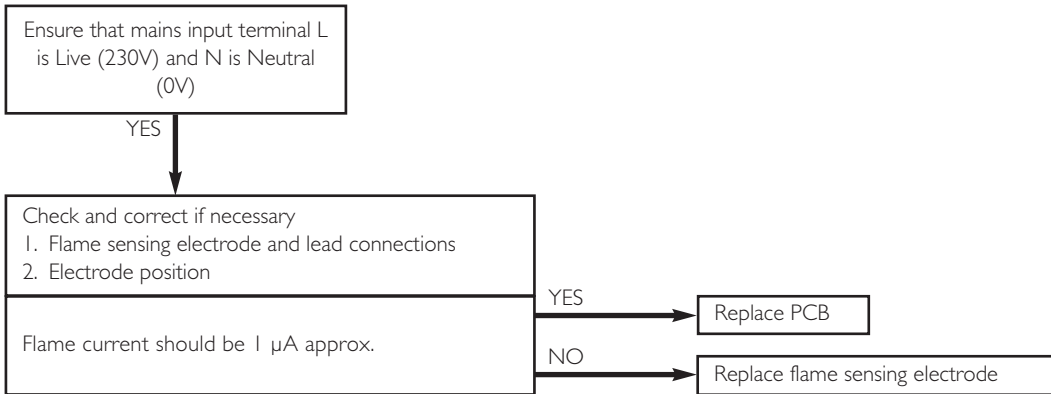 Ensure that mains input terminal L
is Live (230V) and N is Neutral
(0V)
YES
Check and correct if necessary
1. Flame sensing electrode and lead connections
2. Electrode position
YES
Replace PCB
Flame current should be 1 µA approx.
NO
Replace flame sensing electrode